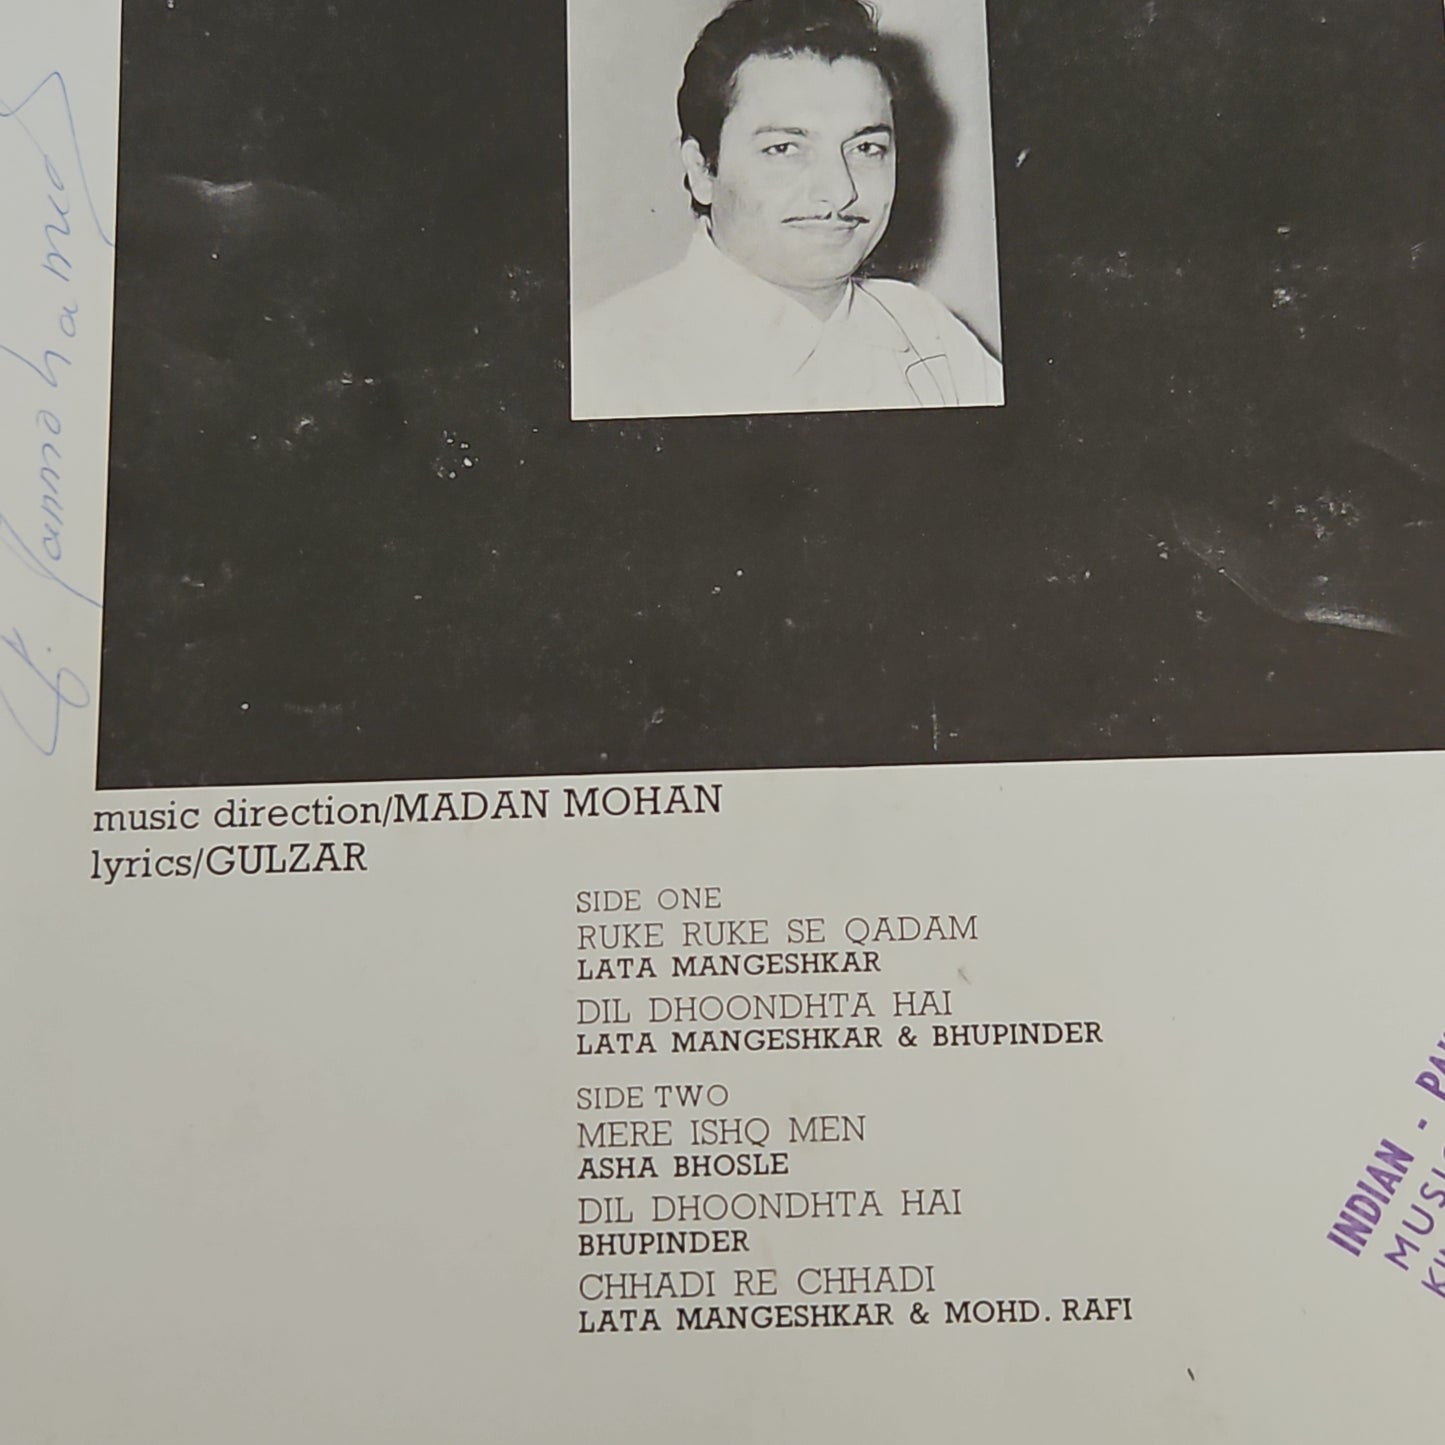 music direction/MADAN MOHAN
lyrics/GULZAR
SIDE ONE
RUKE RUKE SE QADAM
LATA MANGESHKAR
DIL DHOONDHTA HAI
LATA MANGESHKAR & BHUPINDER
SIDE TWO
MERE ISHQ MEN
ASHA BHOSLE
DIL DHOONDHTA HAI
BHUPINDER
CHHADI RE CHHADI
LATA MANGESHKAR & MOHD. RAFI
INDIAN -